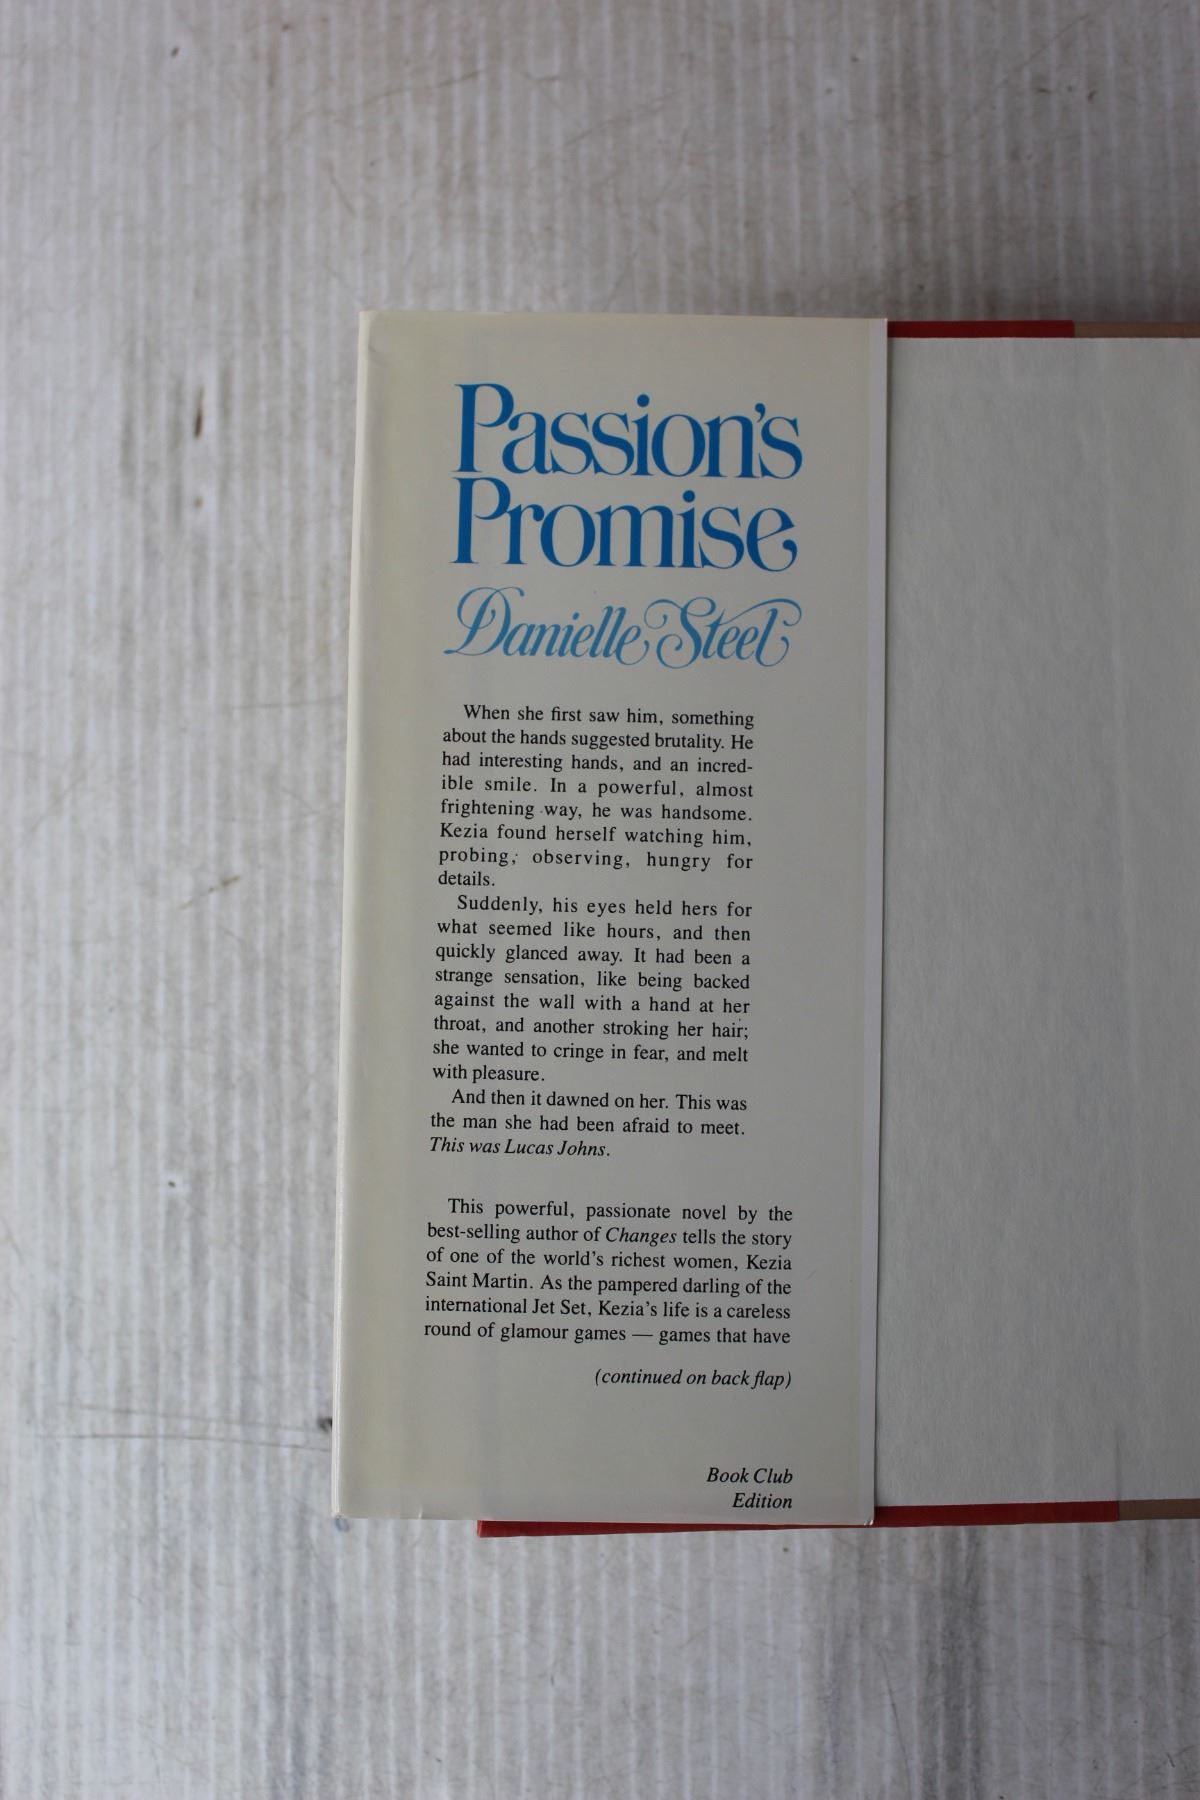 Passion's
Promise
Danielle Steel
When she first saw him, something
about the hands suggested brutality. He
had interesting hands, and an incred-
ible smile. In a powerful, almost
frightening way, he was handsome.
Kezia found herself watching him,
probing, observing, hungry for
details.
Suddenly, his eyes held hers for
what seemed like hours, and then
quickly glanced away. It had been a
strange sensation, like being backed
against the wall with a hand at her
throat, and another stroking her hair;
she wanted to cringe in fear, and melt
with pleasure.
And then it dawned on her. This was
the man she had been afraid to meet.
This was Lucas Johns.
This powerful, passionate novel by the
best-selling author of Changes tells the story
of one of the world's richest women, Kezia
Saint Martin. As the pampered darling of the
international Jet Set, Kezia's life is a careless
round of glamour games — games that have
(continued on back flap)
Book Club
Edition